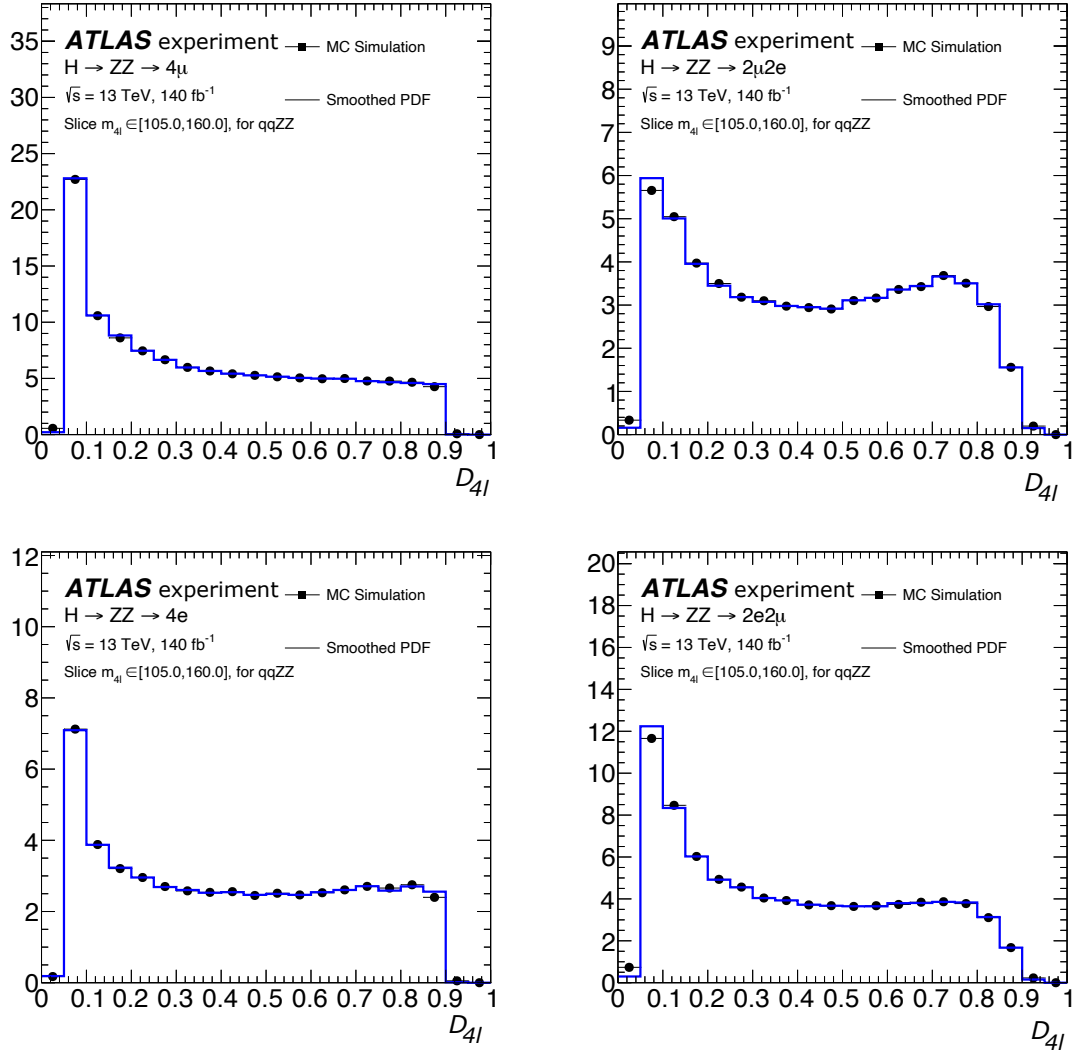 ATLAS experiment
H → ZZ → 4μ
√s = 13 TeV, 140 fb⁻¹
Slice m₄ₗ ∈[105.0,160.0], for qqZZ
MC Simulation
Smoothed PDF
35
30
25
20
15
10
5
0
0 0.1 0.2 0.3 0.4 0.5 0.6 0.7 0.8 0.9 1
D₄ₗ
ATLAS experiment
H → ZZ → 2μ2e
√s = 13 TeV, 140 fb⁻¹
Slice m₄ₗ ∈[105.0,160.0], for qqZZ
MC Simulation
Smoothed PDF
9
8
7
6
5
4
3
2
1
0
0 0.1 0.2 0.3 0.4 0.5 0.6 0.7 0.8 0.9 1
D₄ₗ
ATLAS experiment
H → ZZ → 4e
√s = 13 TeV, 140 fb⁻¹
Slice m₄ₗ ∈[105.0,160.0], for qqZZ
MC Simulation
Smoothed PDF
12
10
8
6
4
2
0
0 0.1 0.2 0.3 0.4 0.5 0.6 0.7 0.8 0.9 1
D₄ₗ
ATLAS experiment
H → ZZ → 2e2μ
√s = 13 TeV, 140 fb⁻¹
Slice m₄ₗ ∈[105.0,160.0], for qqZZ
MC Simulation
Smoothed PDF
20
18
16
14
12
10
8
6
4
2
0
0 0.1 0.2 0.3 0.4 0.5 0.6 0.7 0.8 0.9 1
D₄ₗ